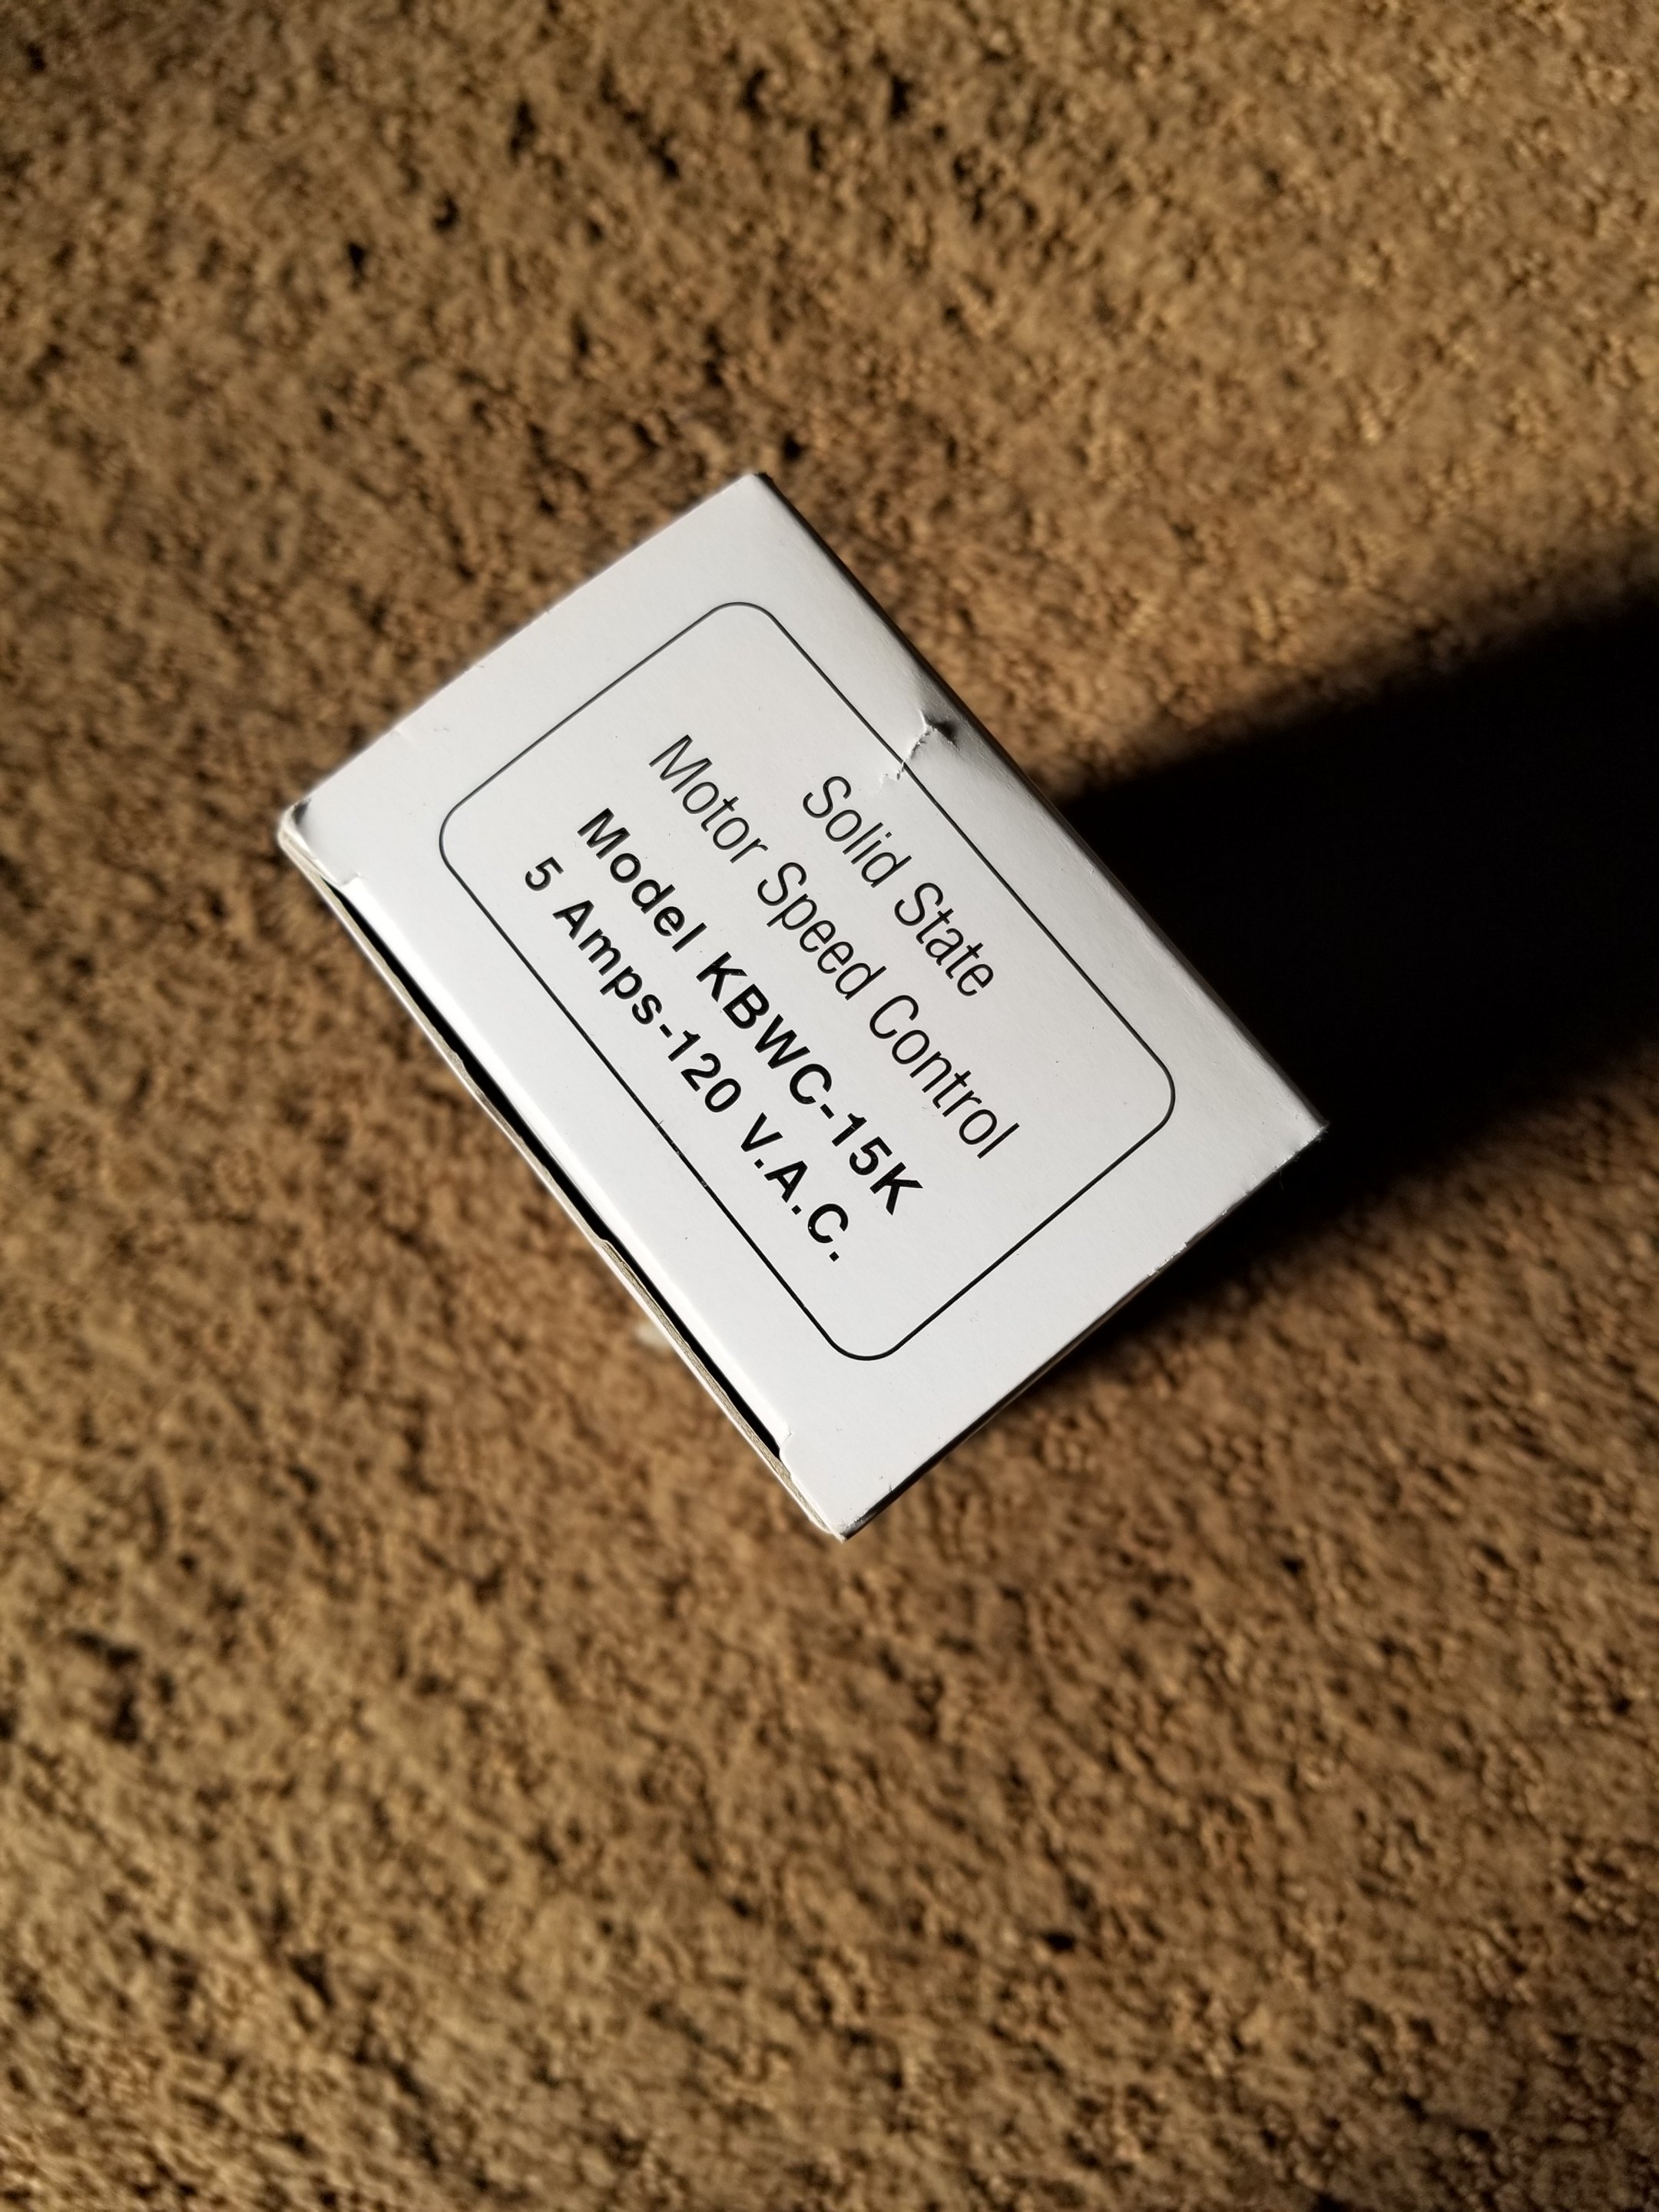 Solid State
Motor Speed Control
Model KBWC-15K
5 Amps-120 V.A.C.